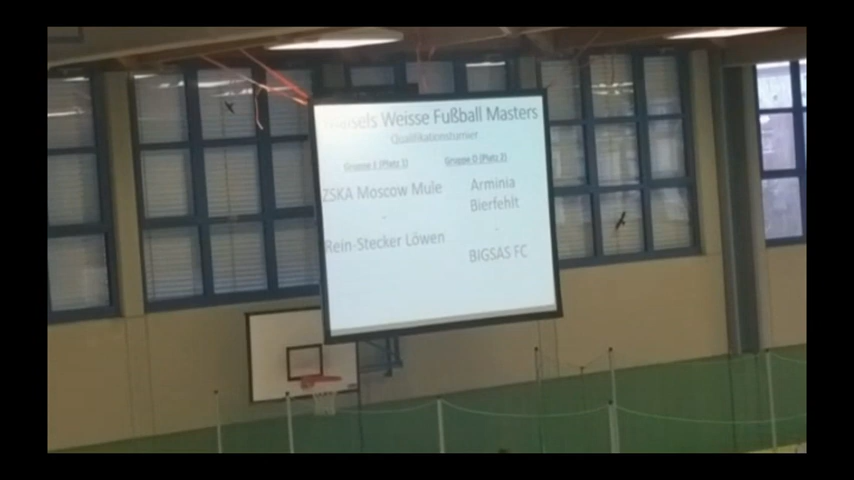 Weisse Fußball Masters
Qualifikationsturnier
Gruppe (Platz 1)
Gruppe D (Platz 2)
ZSKA Moscow Mule
-
Rein-Stecker Löwen
Arminia
Bierfehlt
-
BIGSAS FC